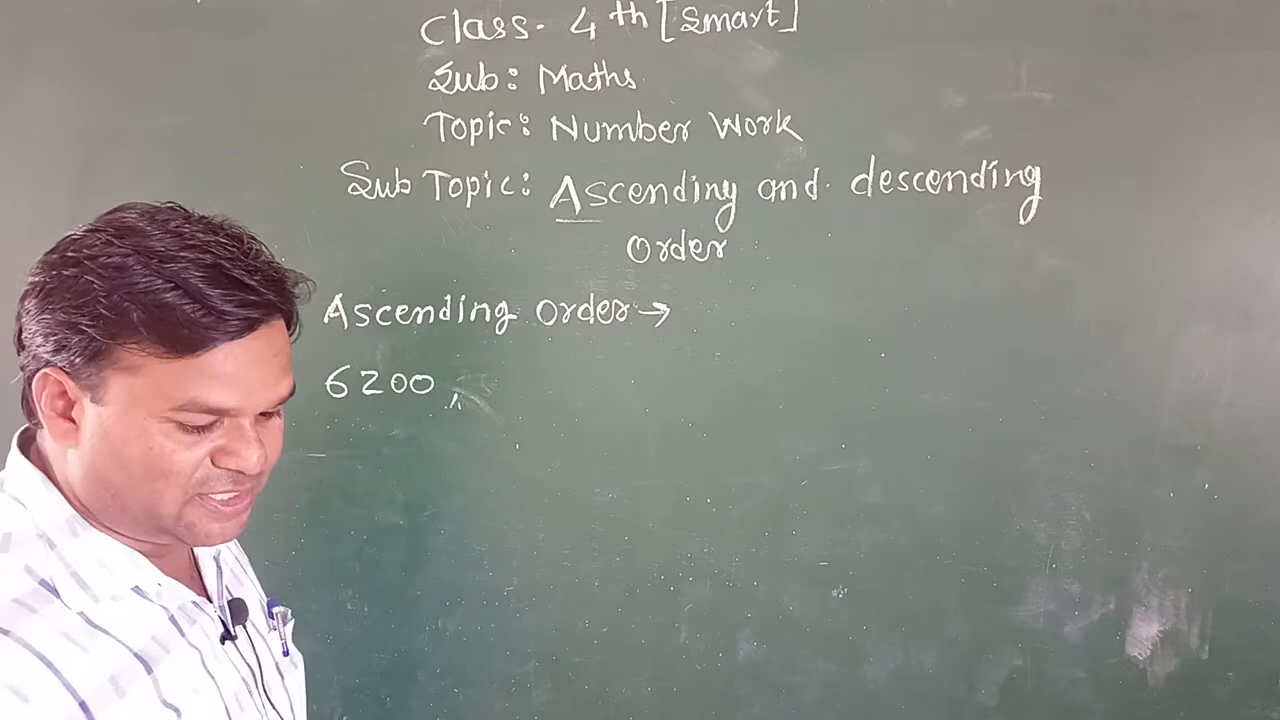 Class. 4th [Smart]
Sub: Maths
Topic: Number Work
Sub Topic: Ascending and descending
Order
Ascending Order →
6200,